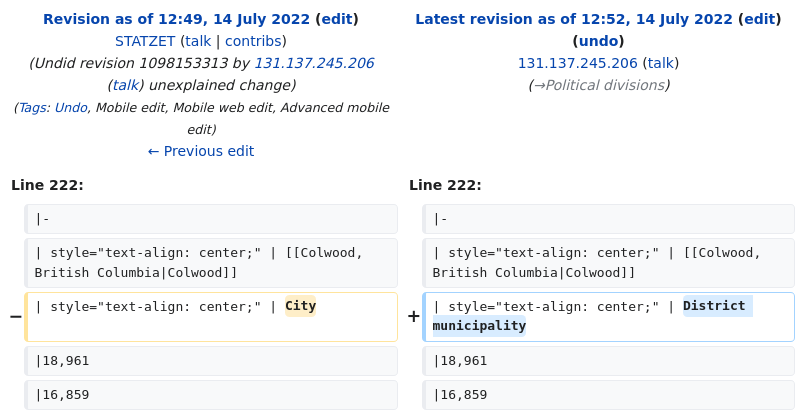 Revision as of 12:49, 14 July 2022 (edit)
STATZET (talk | contribs)
(Undid revision 1098153313 by 131.137.245.206
(talk) unexplained change)
(Tags: Undo, Mobile edit, Mobile web edit, Advanced mobile
edit)
← Previous edit
Latest revision as of 12:52, 14 July 2022 (edit)
(undo)
131.137.245.206 (talk)
(→Political divisions)
Line 222:
Line 222:
|-
|-
| style="text-align: center;" | [[Colwood,
British Columbia|Colwood]]
| style="text-align: center;" | [[Colwood,
British Columbia|Colwood]]
− | style="text-align: center;" | City
+ | style="text-align: center;" | District
municipality
|18,961
|18,961
|16,859
|16,859